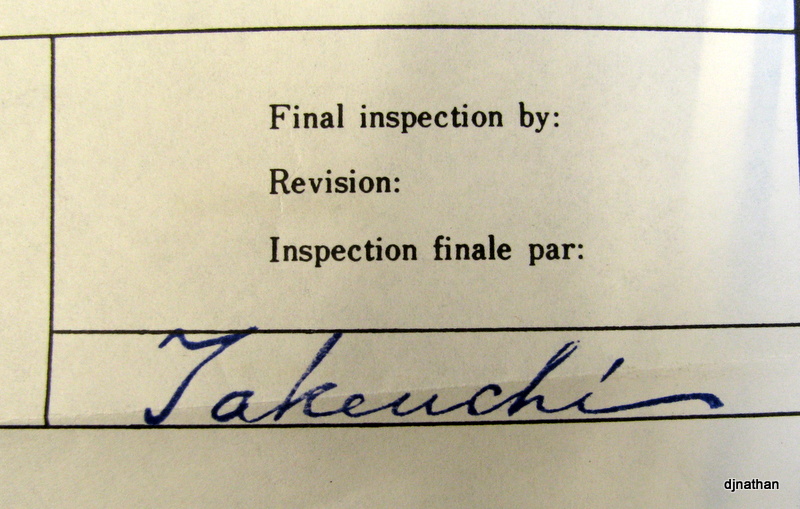 Final inspection by:
Revision:
Inspection finale par:
Takeuchi
djnathan